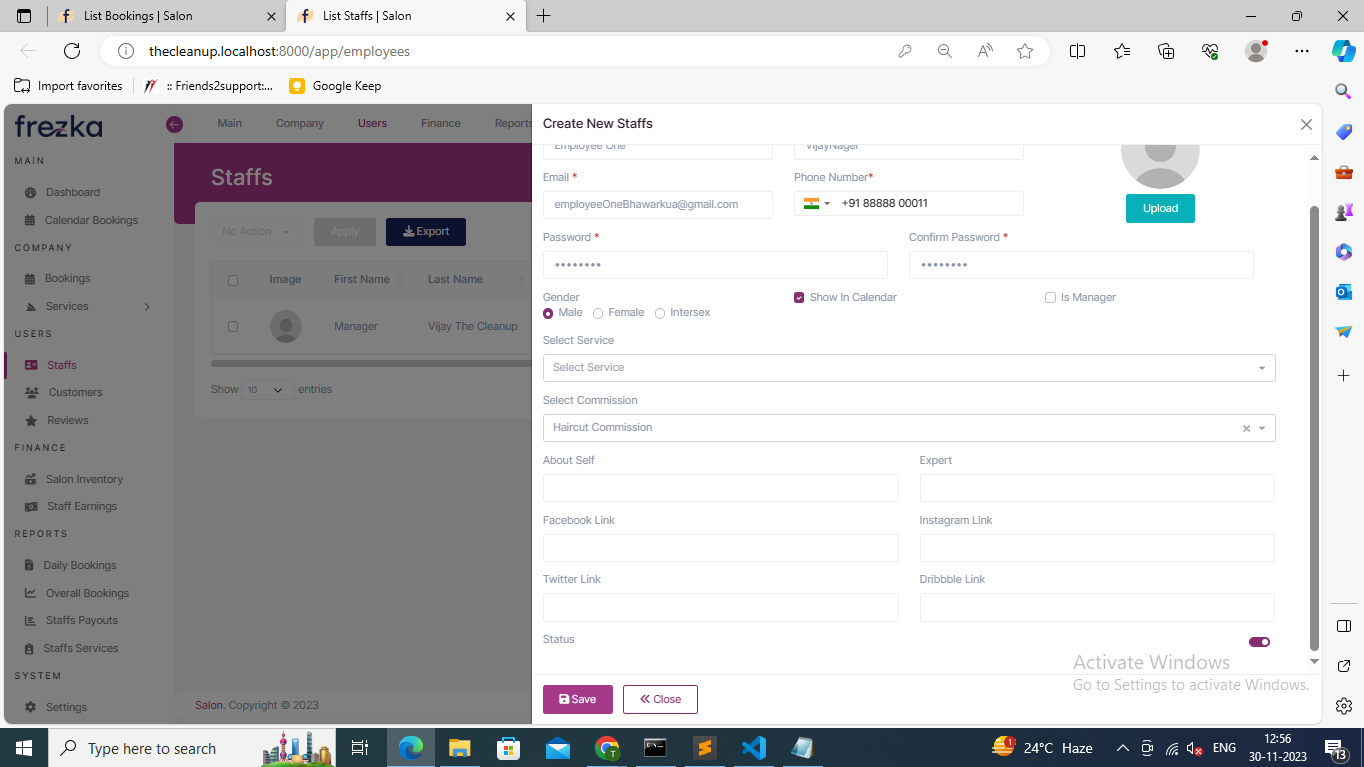 List Bookings | Salon
List Staffs | Salon
thecleanup.localhost:8000/app/employees
Import favorites
:: Friends2support:...
Google Keep
frezka
Main
Company
Users
Finance
Reports
MAIN
Dashboard
Calendar Bookings
COMPANY
Bookings
Services
USERS
Staffs
Customers
Reviews
FINANCE
Salon Inventory
Staff Earnings
REPORTS
Daily Bookings
Overall Bookings
Staffs Payouts
Staffs Services
SYSTEM
Settings
Staffs
No Action
Apply
Export
Image
First Name
Last Name
Manager
Vijay The Cleanup
Show 10 entries
Salon. Copyright © 2023
Create New Staffs
Employee One
VijayNager
Email *
Phone Number*
employeeOneBhawarkua@gmail.com
+91 88888 00011
Upload
Password *
Confirm Password *
••••••••
••••••••
Gender
Show In Calendar
Is Manager
Male
Female
Intersex
Select Service
Select Service
Select Commission
Haircut Commission
About Self
Expert
Facebook Link
Instagram Link
Twitter Link
Dribbble Link
Status
Activate Windows
Go to Settings to activate Windows.
Save
Close
Type here to search
1
24°C Haze
ENG
12:56
30-11-2023
13